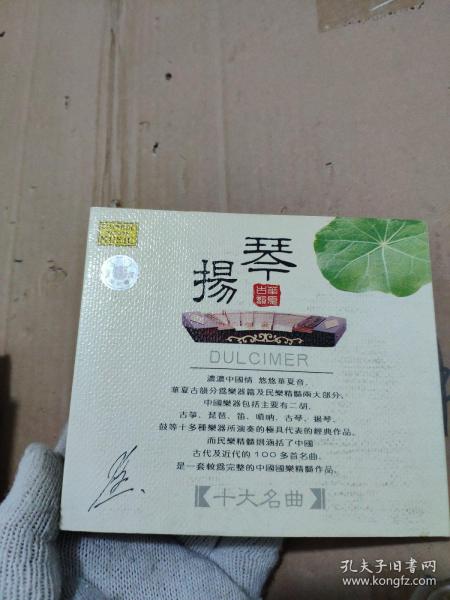 揚琴
華夏古韻
DULCIMER
濃濃中國情 悠悠華夏音,
華夏古韻分爲樂器篇及民樂精髓兩大部分、
中國樂器包括主要有二胡、
古箏、琵琶、笛、嗩吶、古琴、揚琴、
鼓等十多種樂器所演奏的極具代表的經典作品。
而民樂精髓則涵括了中國
古代及近代的100多首名曲。
是一套較爲完整的中國國樂精髓作品。
【十大名曲】
孔夫子旧书网
www.kongfz.com